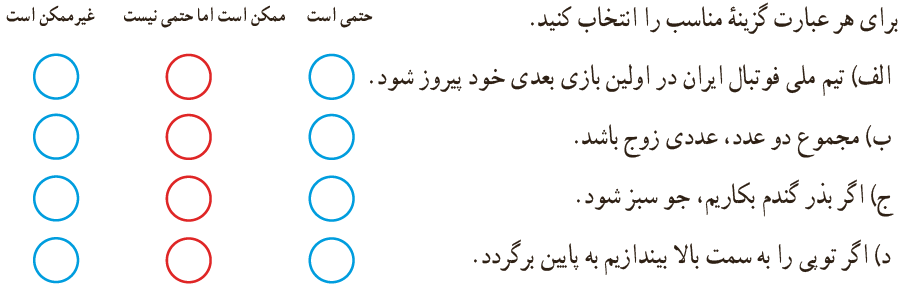 برای هر عبارت گزینهٔ مناسب را انتخاب کنید. حتمی است ممکن است اما حتمی نیست غیرممکن است
الف) تیم ملی فوتبال ایران در اولین بازی بعدی خود پیروز شود.
ب) مجموع دو عدد، عددی زوج باشد.
ج) اگر بذر گندم بکاریم، جو سبز شود.
د) اگر توپی را به سمت بالا بیندازیم به پایین برگردد.